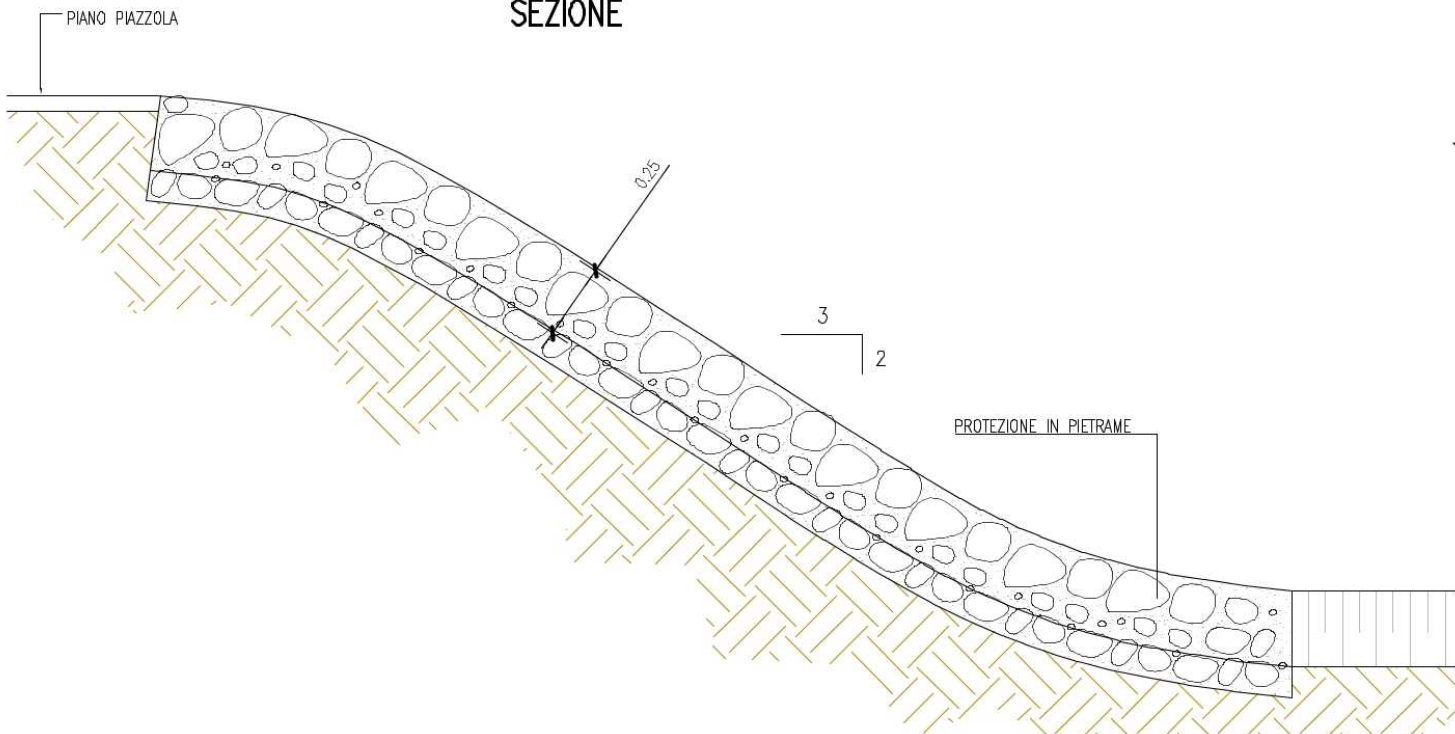 SEZIONE
PIANO PIAZZOLA
0.25
3
2
PROTEZIONE IN PIETRAME